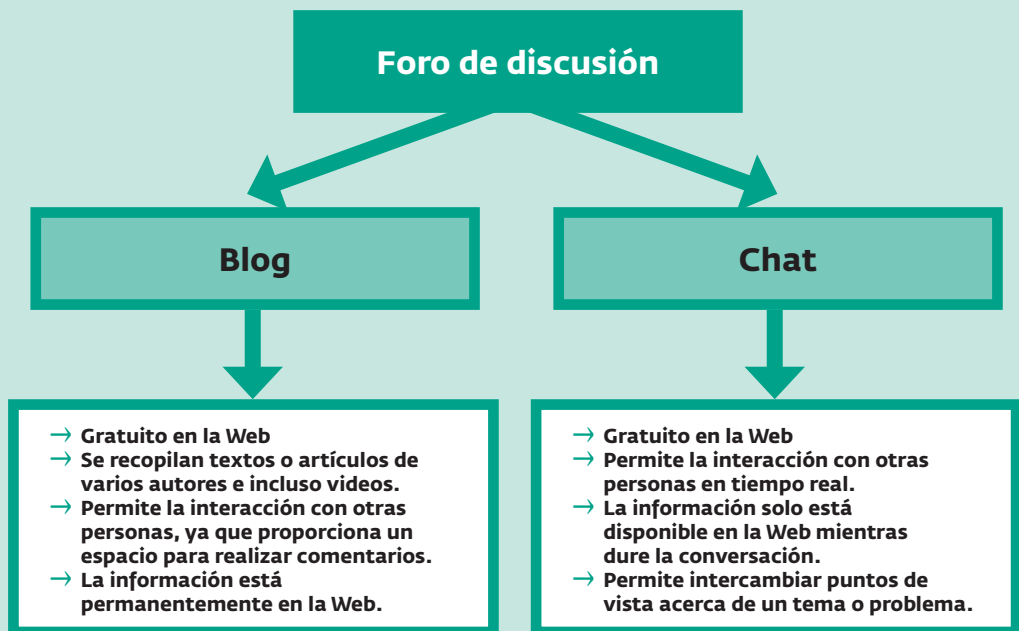 Foro de discusión
Blog
Chat
→ Gratuito en la Web
→ Se recopilan textos o artículos de
varios autores e incluso videos.
→ Permite la interacción con otras
personas, ya que proporciona un
espacio para realizar comentarios.
→ La información está
permanentemente en la Web.
→ Gratuito en la Web
→ Permite la interacción con otras
personas en tiempo real.
→ La información solo está
disponible en la Web mientras
dure la conversación.
→ Permite intercambiar puntos de
vista acerca de un tema o problema.